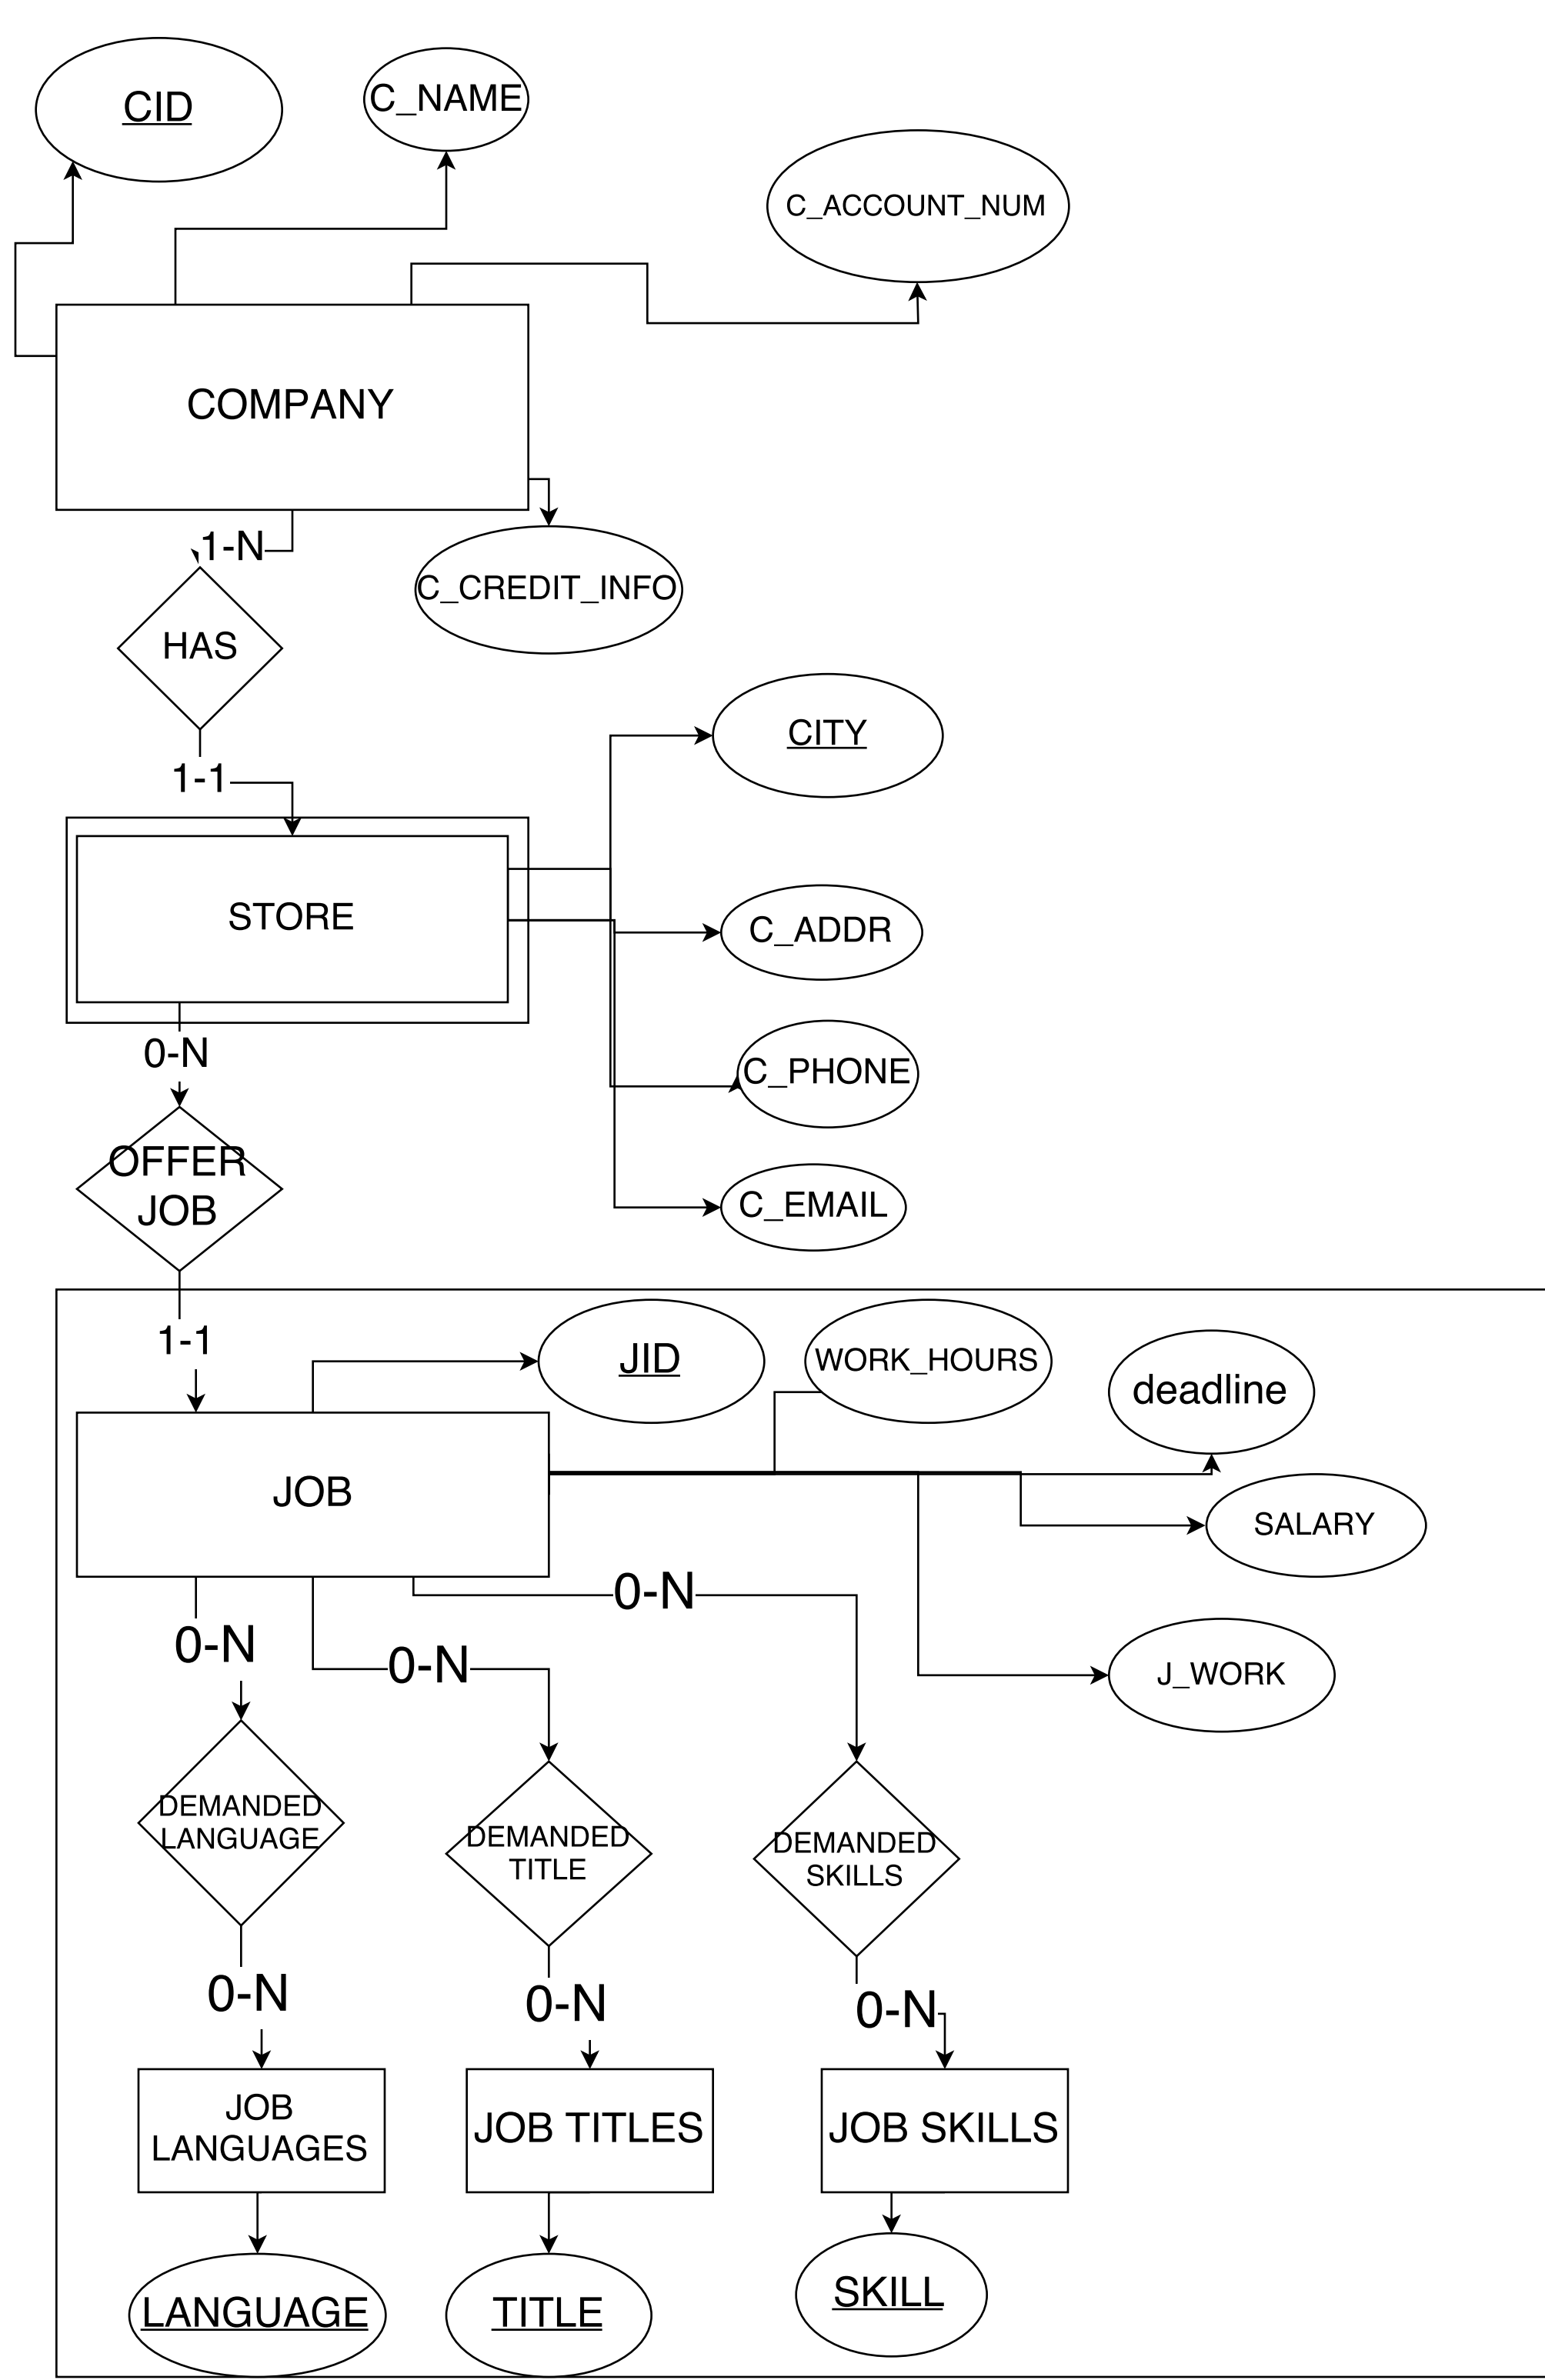 CID
C_NAME
C_ACCOUNT_NUM
COMPANY
1-N
C_CREDIT_INFO
HAS
CITY
1-1
STORE
C_ADDR
0-N
C_PHONE
OFFER
JOB
C_EMAIL
1-1
JID
WORK_HOURS
deadline
JOB
SALARY
0-N
0-N
0-N
J_WORK
DEMANDED
LANGUAGE
DEMANDED
TITLE
DEMANDED
SKILLS
0-N
0-N
0-N
JOB
LANGUAGES
JOB TITLES
JOB SKILLS
LANGUAGE
TITLE
SKILL